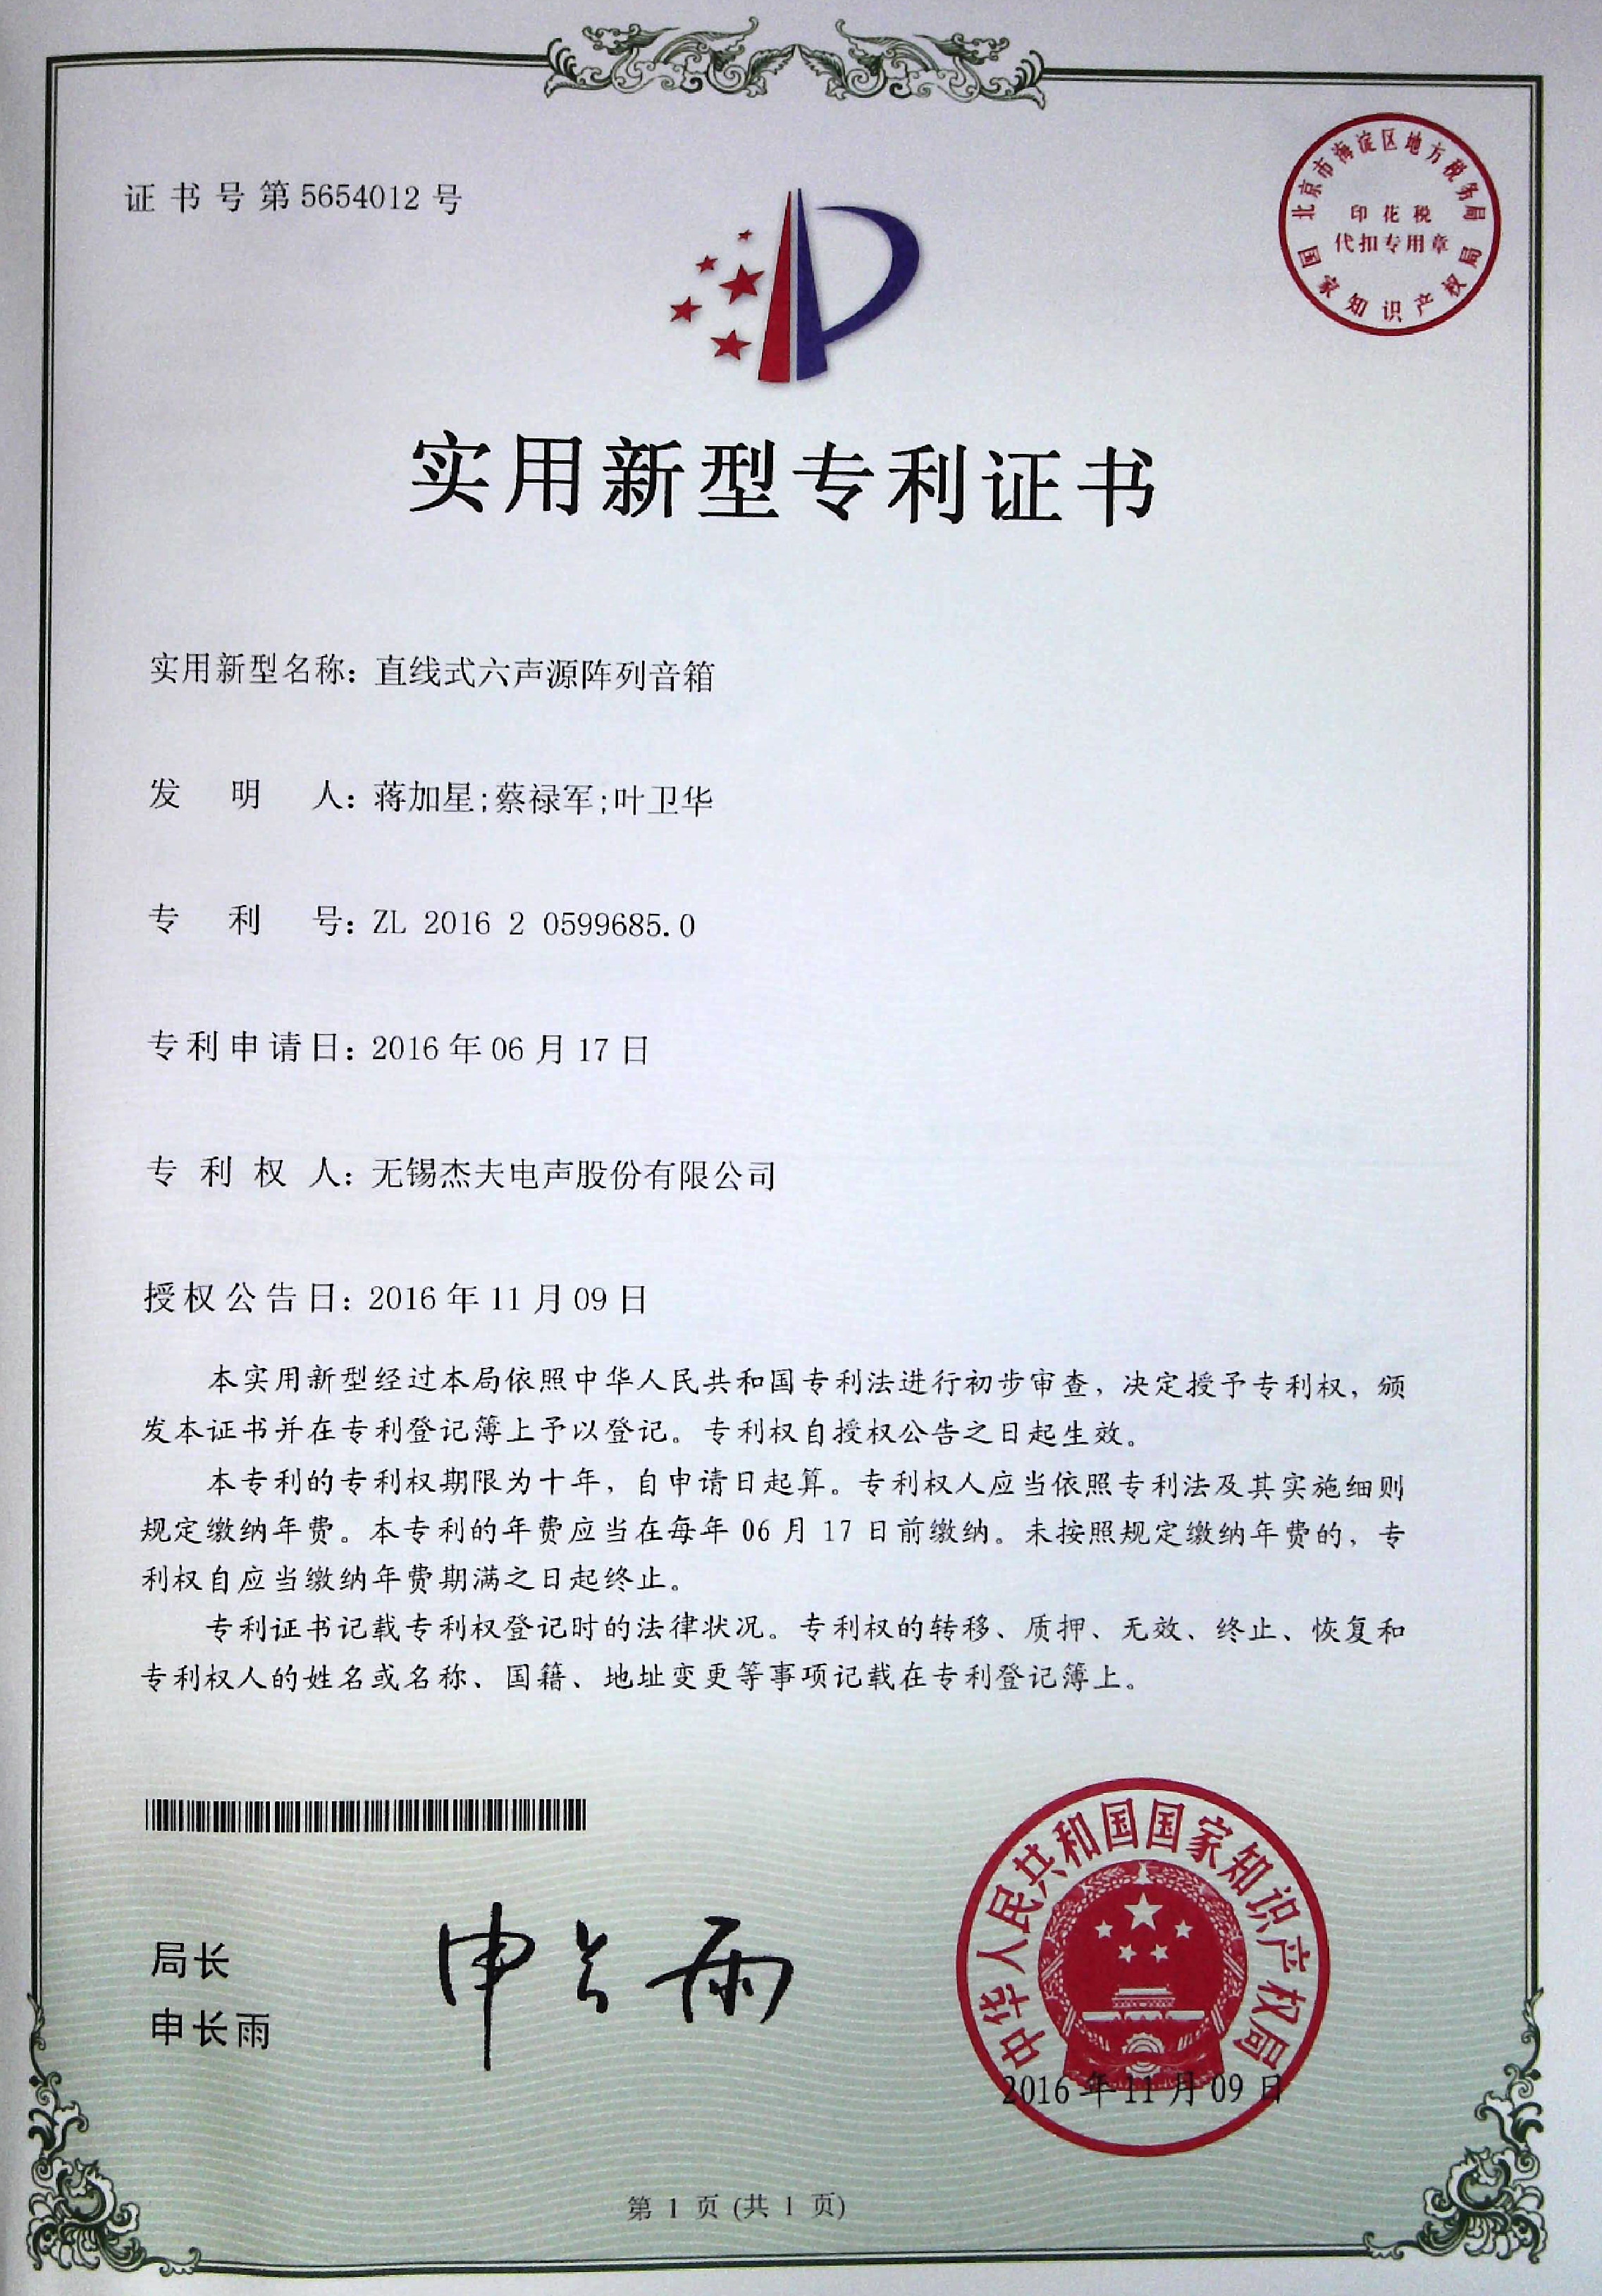 证书号第5654012号
北京市海淀区地方税务局
印花税
代扣专用章
国家知识产权局
实用新型专利证书
实用新型名称：直线式六声源阵列音箱
发明人：蒋加星;蔡禄军;叶卫华
专利号：ZL 2016 2 0599685.0
专利申请日：2016年06月17日
专利权人：无锡杰夫电声股份有限公司
授权公告日：2016年11月09日
本实用新型经过本局依照中华人民共和国专利法进行初步审查，决定授予专利权，颁
发本证书并在专利登记簿上予以登记。专利权自授权公告之日起生效。
本专利的专利权期限为十年，自申请日起算。专利权人应当依照专利法及其实施细则
规定缴纳年费。本专利的年费应当在每年06月17日前缴纳。未按照规定缴纳年费的，专
利权自应当缴纳年费期满之日起终止。
专利证书记载专利权登记时的法律状况。专利权的转移、质押、无效、终止、恢复和
专利权人的姓名或名称、国籍、地址变更等事项记载在专利登记簿上。
局长
申长雨
申长雨
中华人民共和国国家知识产权局
2016年11月09日
第1页(共1页)